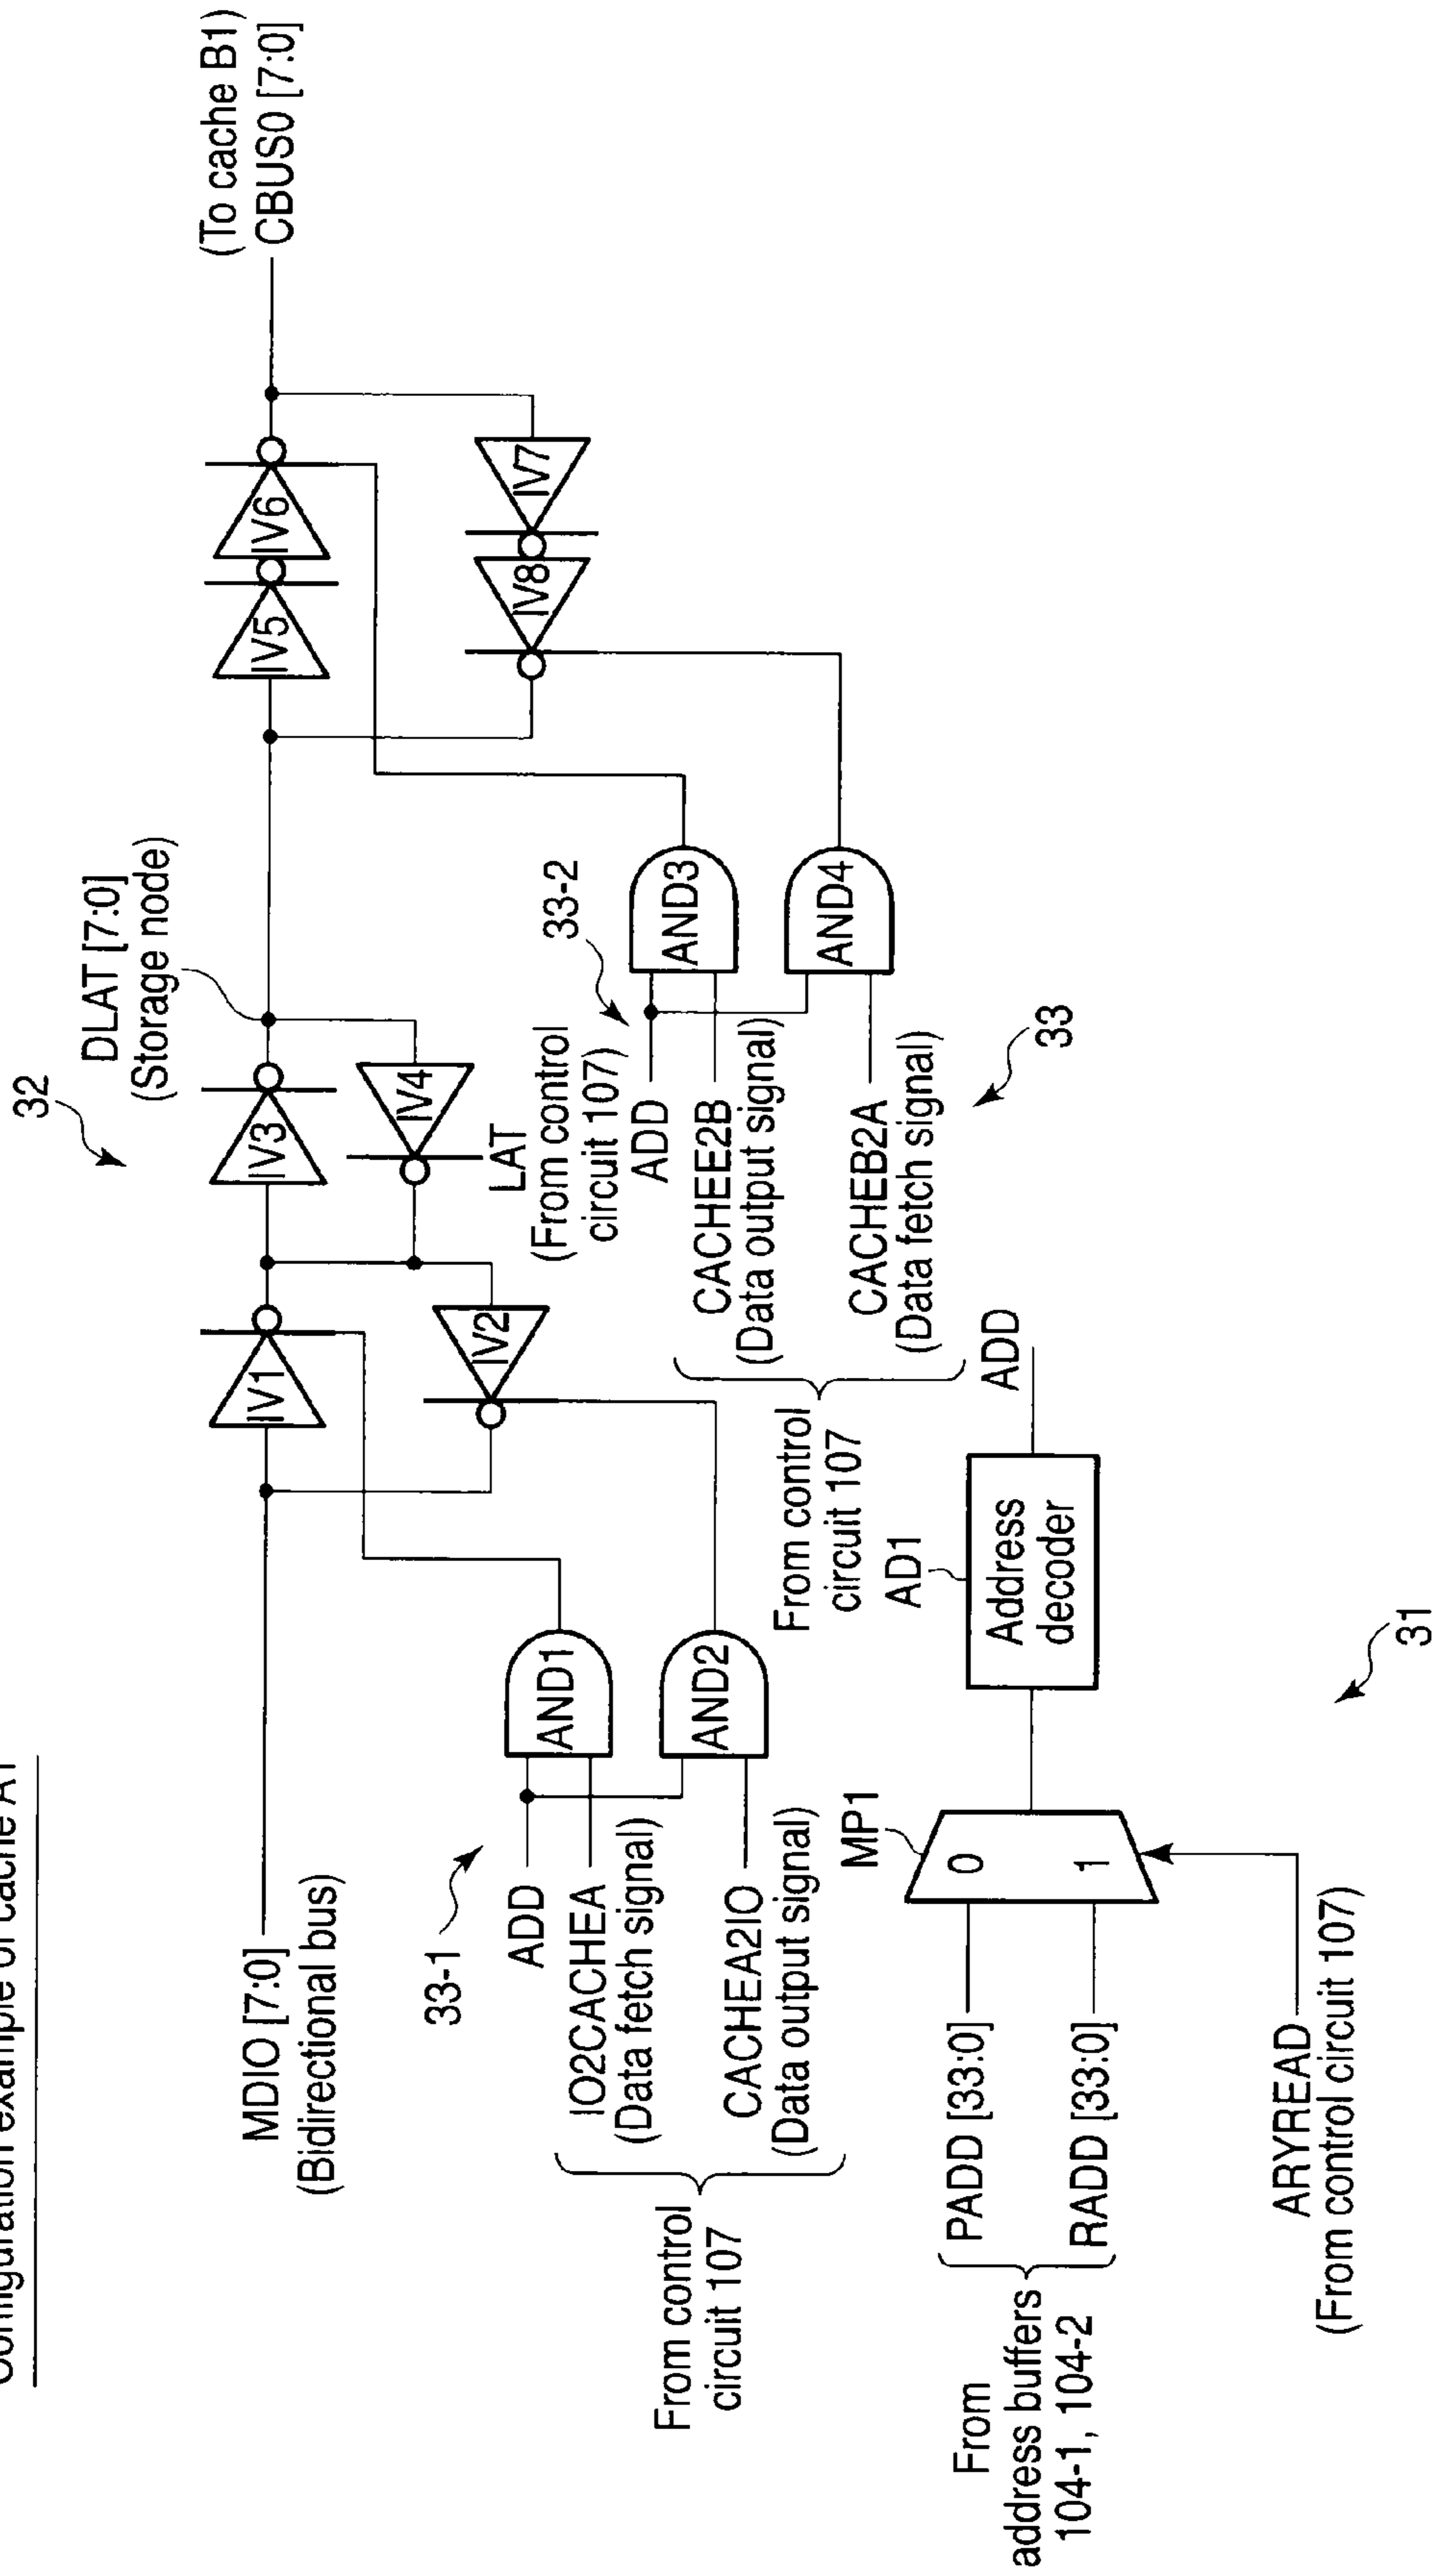 Configuration example of cache A1
32
DLAT [7:0]
(Storage node)
(To cache B1)
CBUS0 [7:0]
MDIO [7:0]
(Bidirectional bus)
IV1
IV2
IV3
IV4
LAT
(From control
circuit 107)
IV5
IV6
IV7
IV8
33-1
ADD
IO2CACHEA
(Data fetch signal)
CACHEA2IO
(Data output signal)
From control
circuit 107
AND1
AND2
33-2
ADD
CACHEE2B
(Data output signal)
CACHEB2A
(Data fetch signal)
From control
circuit 107
AND3
AND4
33
From
address buffers
104-1, 104-2
PADD [33:0]
RADD [33:0]
MP1
0
1
ARYREAD
(From control circuit 107)
AD1
Address
decoder
ADD
31